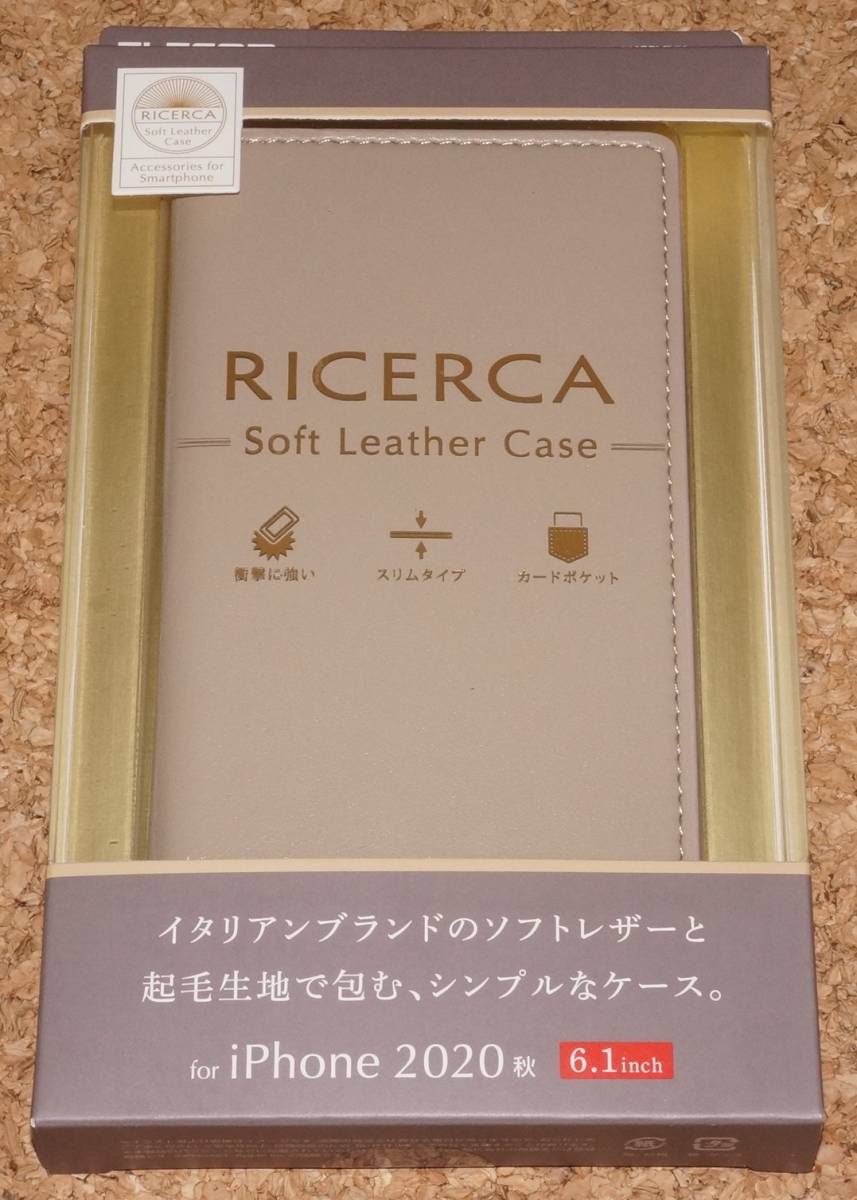 RICERCA
Soft Leather
Case
Accessories for
Smartphone
RICERCA
Soft Leather Case
衝撃に強い
スリムタイプ
カードポケット
イタリアンブランドのソフトレザーと
起毛生地で包む、シンプルなケース。
for iPhone 2020 秋 6.1inch